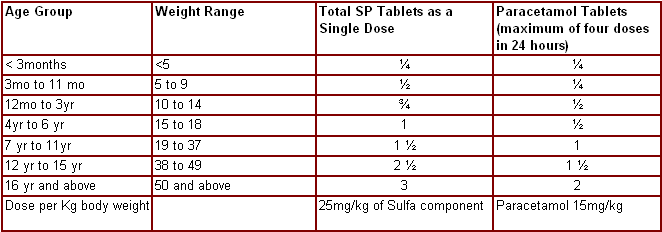 Age Group Weight Range Total SP Tablets as a Single Dose Paracetamol Tablets (maximum of four doses in 24 hours)
< 3months <5 ¼ ¼
3mo to 11 mo 5 to 9 ½ ¼
12mo to 3yr 10 to 14 ¾ ½
4yr to 6 yr 15 to 18 1 ½
7 yr to 11yr 19 to 37 1 ½ 1
12 yr to 15 yr 38 to 49 2 ½ 1 ½
16 yr and above 50 and above 3 2
Dose per Kg body weight 25mg/kg of Sulfa component Paracetamol 15mg/kg